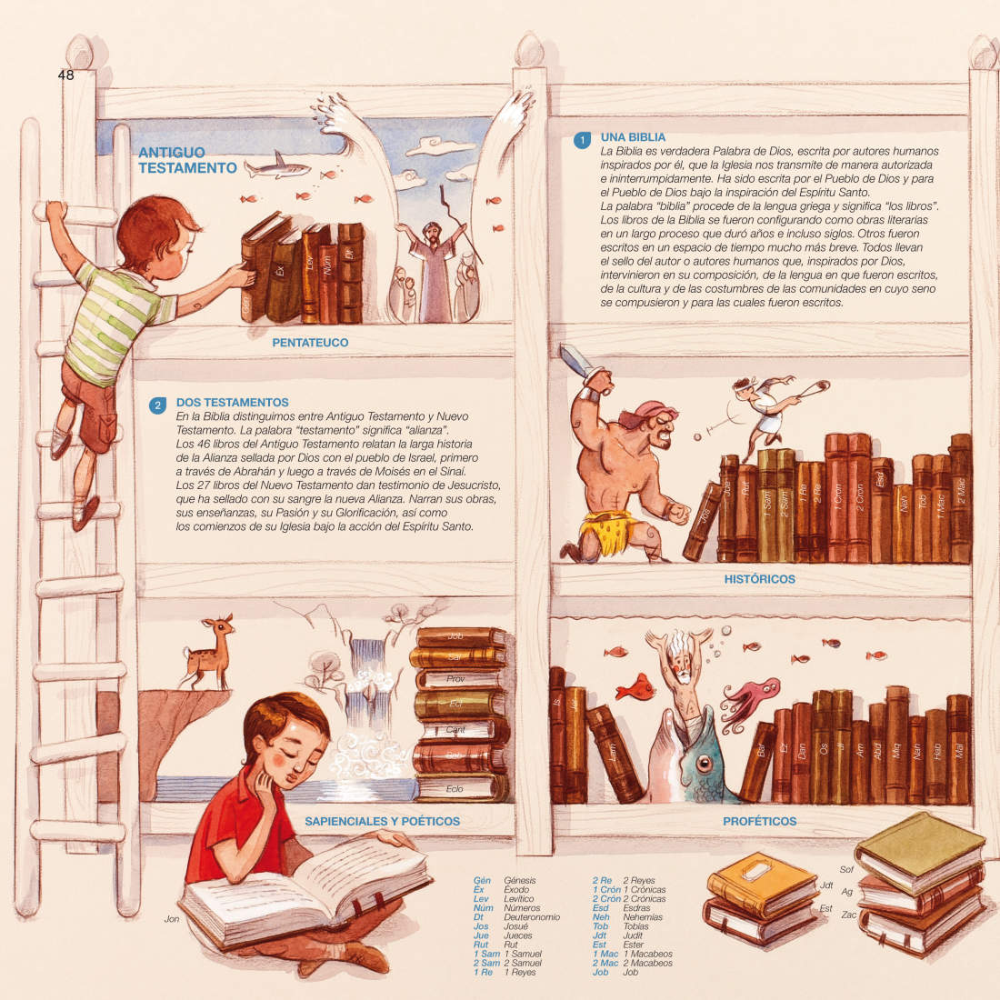 48
ANTIGUO
TESTAMENTO
Gén
Éx
Lev
Núm
Dt
PENTATEUCO
1
UNA BIBLIA
La Biblia es verdadera Palabra de Dios, escrita por autores humanos
inspirados por él, que la Iglesia nos transmite de manera autorizada
e ininterrumpidamente. Ha sido escrita por el Pueblo de Dios y para
el Pueblo de Dios bajo la inspiración del Espíritu Santo.
La palabra “biblia” procede de la lengua griega y significa “los libros”.
Los libros de la Biblia se fueron configurando como obras literarias
en un largo proceso que duró años e incluso siglos. Otros fueron
escritos en un espacio de tiempo mucho más breve. Todos llevan
el sello del autor o autores humanos que, inspirados por Dios,
intervinieron en su composición, de la lengua en que fueron escritos,
de la cultura y de las costumbres de las comunidades en cuyo seno
se compusieron y para las cuales fueron escritos.
2
DOS TESTAMENTOS
En la Biblia distinguimos entre Antiguo Testamento y Nuevo
Testamento. La palabra “testamento” significa “alianza”.
Los 46 libros del Antiguo Testamento relatan la larga historia
de la Alianza sellada por Dios con el pueblo de Israel, primero
a través de Abrahán y luego a través de Moisés en el Sinaí.
Los 27 libros del Nuevo Testamento dan testimonio de Jesucristo,
que ha sellado con su sangre la nueva Alianza. Narran sus obras,
sus enseñanzas, su Pasión y su Glorificación, así como
los comienzos de su Iglesia bajo la acción del Espíritu Santo.
Jos
Jue
Rut
1 Sam
2 Sam
1 Re
2 Re
1 Crón
2 Crón
Esd
Neh
Tob
1 Mac
2 Mac
HISTÓRICOS
Job
Sal
Prov
Ecl
Cant
Sab
Eclo
SAPIENCIALES Y POÉTICOS
Is
Jer
Lam
Bar
Ez
Dan
Os
Jl
Am
Abd
Miq
Nah
Hab
Mal
PROFÉTICOS
Jon
Gén Génesis
Éx Éxodo
Lev Levítico
Núm Números
Dt Deuteronomio
Jos Josué
Jue Jueces
Rut Rut
1 Sam 1 Samuel
2 Sam 2 Samuel
1 Re 1 Reyes
2 Re 2 Reyes
1 Crón 1 Crónicas
2 Crón 2 Crónicas
Esd Esdras
Neh Nehemías
Tob Tobías
Jdt Judit
Est Ester
1 Mac 1 Macabeos
2 Mac 2 Macabeos
Job Job
Jdt
Est
Sof
Ag
Zac